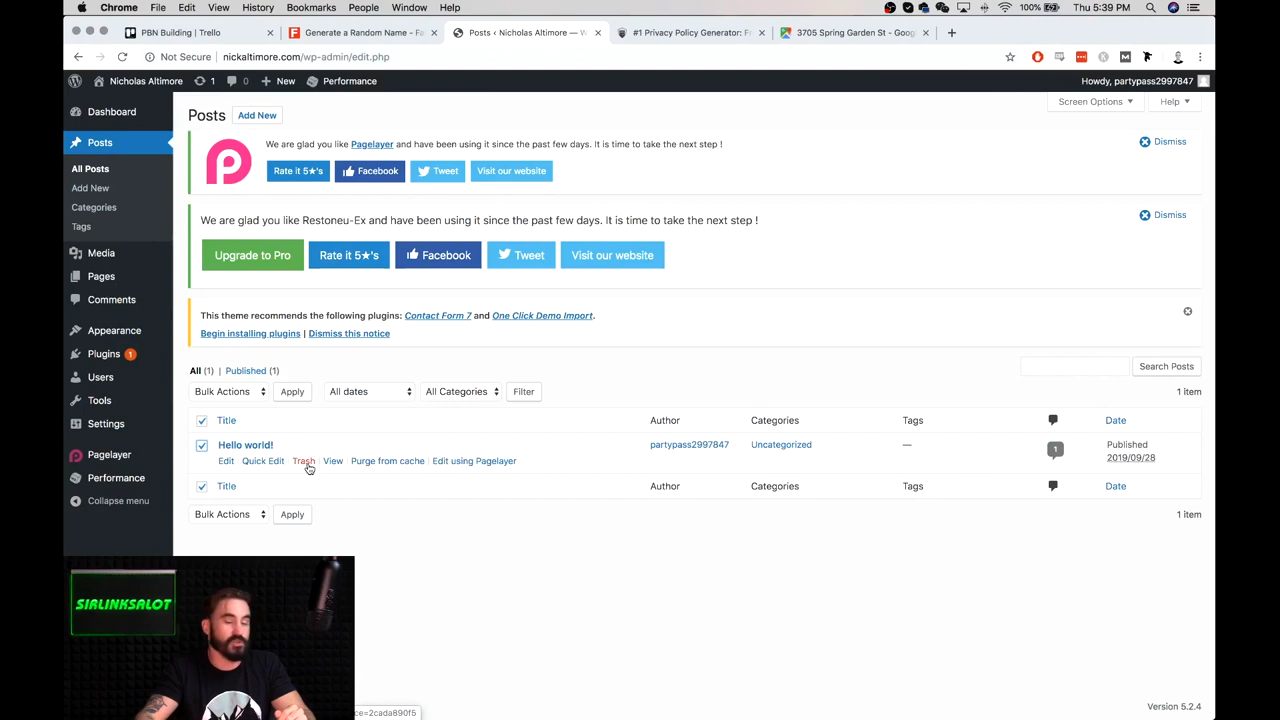 Chrome File Edit View History Bookmarks People Window Help 100% Thu 5:39 PM
PBN Building | Trello × Generate a Random Name - Fa × Posts ‹ Nicholas Altimore — W × #1 Privacy Policy Generator: F × 3705 Spring Garden St - Goog ×
Not Secure | nickaltimore.com/wp-admin/edit.php
Nicholas Altimore 1 0 + New Performance Howdy, partypass2997847
Screen Options Help
Dashboard
Posts
All Posts
Add New
Categories
Tags
Media
Pages
Comments
Appearance
Plugins 1
Users
Tools
Settings
Pagelayer
Performance
Collapse menu
Posts Add New
We are glad you like Pagelayer and have been using it since the past few days. It is time to take the next step !
Dismiss
Rate it 5★'s Facebook Tweet Visit our website
We are glad you like Restoneu-Ex and have been using it since the past few days. It is time to take the next step !
Dismiss
Upgrade to Pro Rate it 5★'s Facebook Tweet Visit our website
This theme recommends the following plugins: Contact Form 7 and One Click Demo Import.
Begin installing plugins | Dismiss this notice
All (1) | Published (1)
Search Posts
Bulk Actions Apply All dates All Categories Filter 1 item
Title Author Categories Tags Date
Hello world! partypass2997847 Uncategorized — 1 Published
2019/09/28
Edit | Quick Edit | Trash | View | Purge from cache | Edit using Pagelayer
Title Author Categories Tags Date
Bulk Actions Apply 1 item
SIRLINKSALOT
ce=2cada890f5
Version 5.2.4